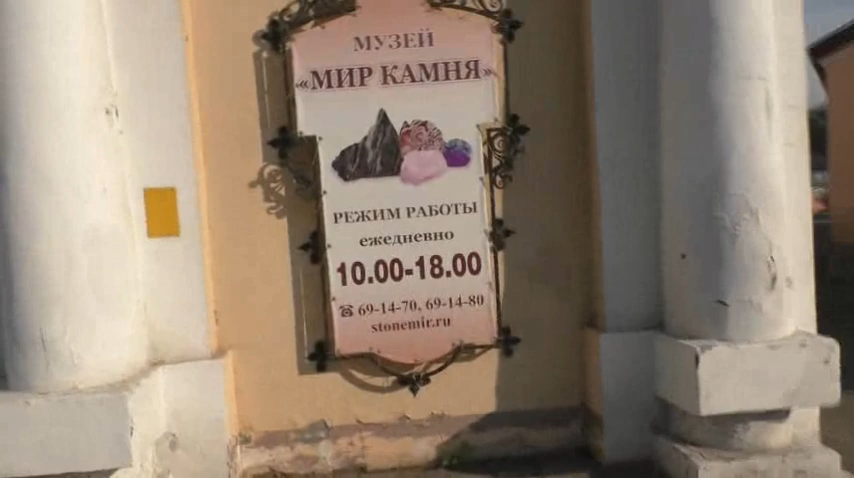 МУЗЕЙ
«МИР КАМНЯ»
РЕЖИМ РАБОТЫ
ежедневно
10.00-18.00
☎ 69-14-70, 69-14-80
stonemir.ru